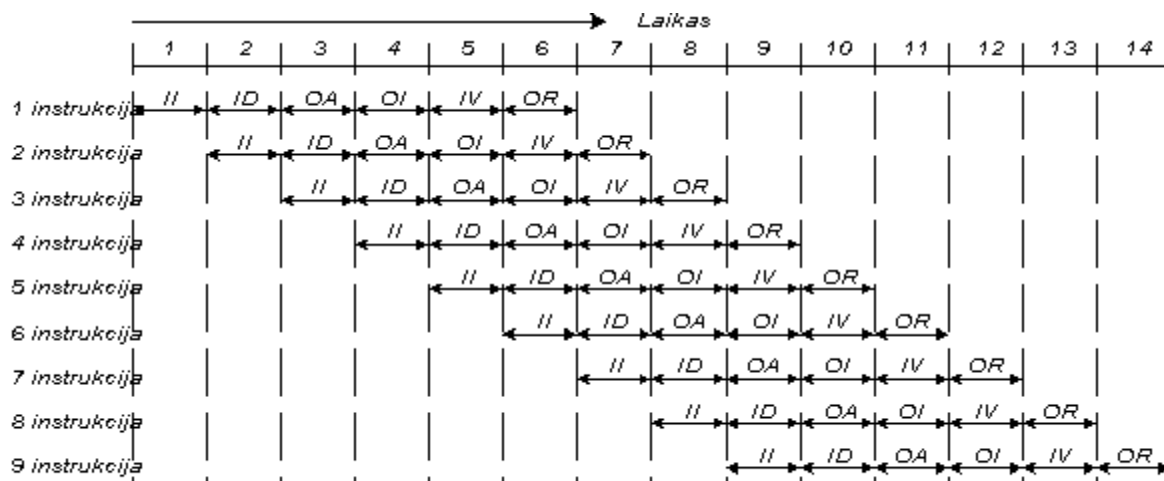 Laikas
1 2 3 4 5 6 7 8 9 10 11 12 13 14
1 instrukcija II ID OA OI IV OR
2 instrukcija II ID OA OI IV OR
3 instrukcija II ID OA OI IV OR
4 instrukcija II ID OA OI IV OR
5 instrukcija II ID OA OI IV OR
6 instrukcija II ID OA OI IV OR
7 instrukcija II ID OA OI IV OR
8 instrukcija II ID OA OI IV OR
9 instrukcija II ID OA OI IV OR